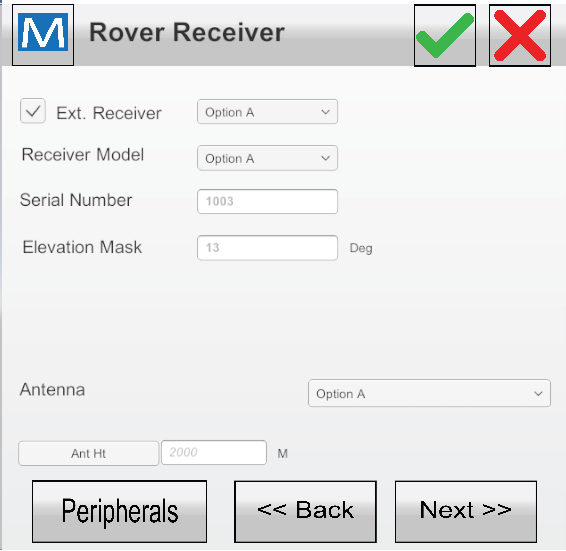 M Rover Receiver
Ext. Receiver Option A
Receiver Model Option A
Serial Number 1003
Elevation Mask 13 Deg
Antenna Option A
Ant Ht 2000 M
Peripherals << Back Next >>